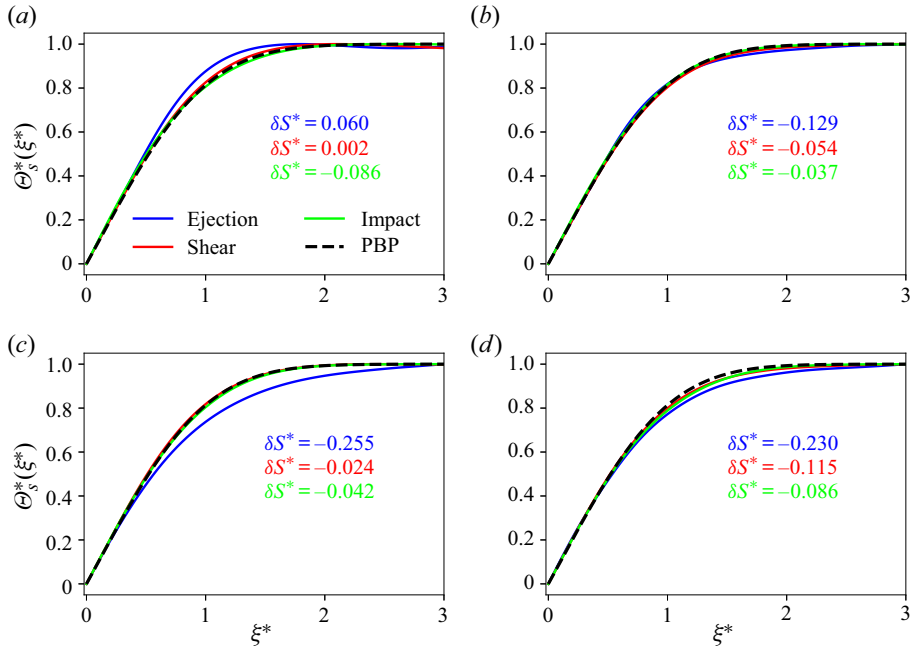 (a)
1.0
0.8
0.6
0.4
0.2
0
Θ*s(ξ*)
δS* = 0.060
δS* = 0.002
δS* = −0.086
Ejection
Shear
Impact
PBP
0 1 2 3
(b)
1.0
0.8
0.6
0.4
0.2
0
δS* = −0.129
δS* = −0.054
δS* = −0.037
0 1 2 3
(c)
1.0
0.8
0.6
0.4
0.2
0
Θ*s(ξ*)
δS* = −0.255
δS* = −0.024
δS* = −0.042
0 1 2 3
ξ*
(d)
1.0
0.8
0.6
0.4
0.2
0
δS* = −0.230
δS* = −0.115
δS* = −0.086
0 1 2 3
ξ*